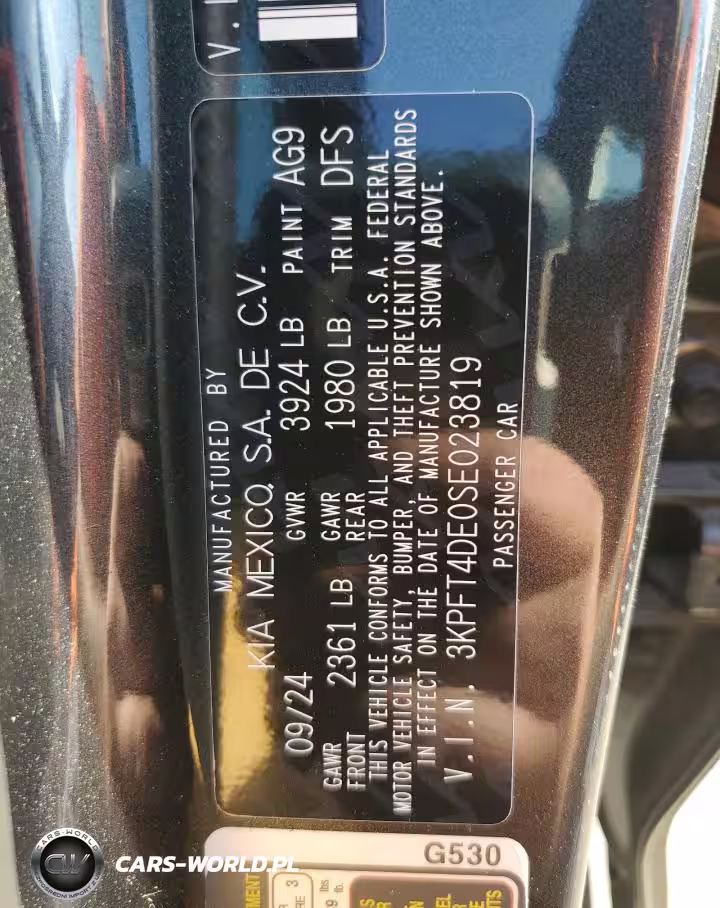 V.I
MANUFACTURED BY
KIA MEXICO, S.A. DE C.V.
09/24 GVWR 3924 LB PAINT AG9
GAWR FRONT 2361 LB GAWR REAR 1980 LB TRIM DFS
THIS VEHICLE CONFORMS TO ALL APPLICABLE U.S.A. FEDERAL
MOTOR VEHICLE SAFETY, BUMPER, AND THEFT PREVENTION STANDARDS
IN EFFECT ON THE DATE OF MANUFACTURE SHOWN ABOVE.
V.I.N. 3KPFT4DE0SE023819
PASSENGER CAR
G530
CARS-WORLD
CARS-WORLD.PL